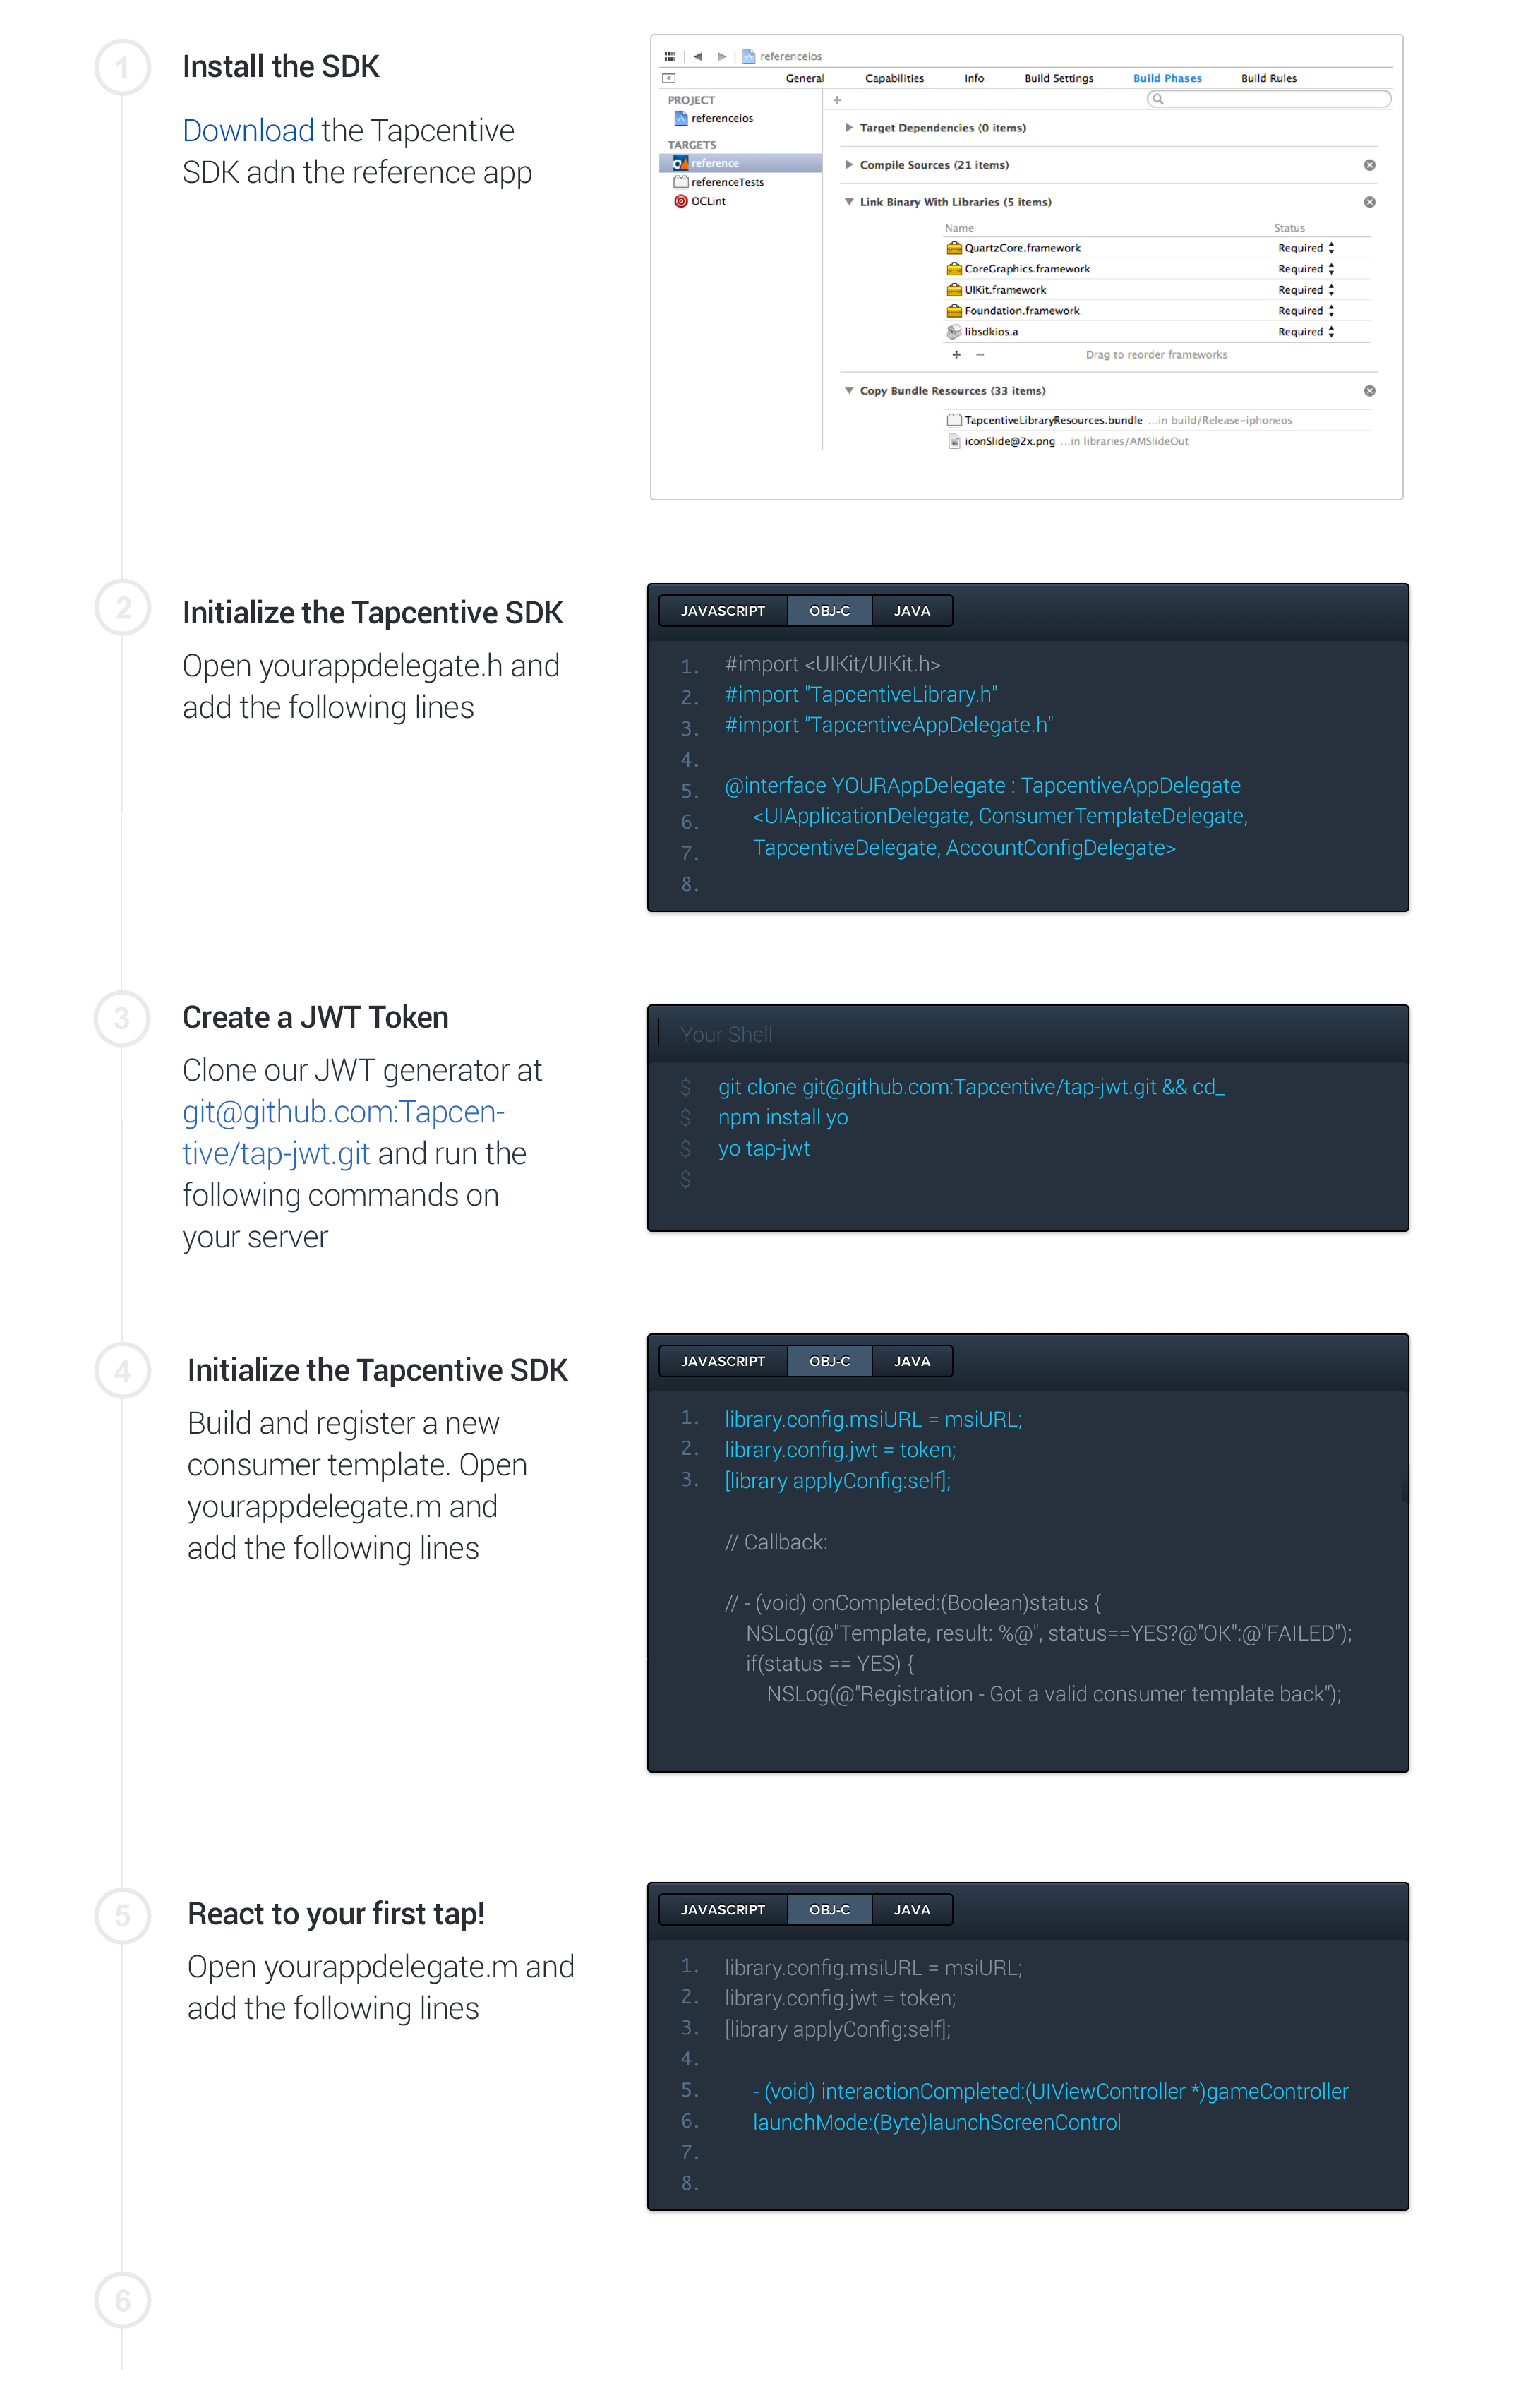 1
Install the SDK
Download the Tapcentive
SDK adn the reference app
referenceios
General Capabilities Info Build Settings Build Phases Build Rules
PROJECT
referenceios
TARGETS
reference
referenceTests
OCLint
Target Dependencies (0 items)
Compile Sources (21 items)
Link Binary With Libraries (5 items)
Name Status
QuartzCore.framework Required
CoreGraphics.framework Required
UIKit.framework Required
Foundation.framework Required
libsdkios.a Required
+ − Drag to reorder frameworks
Copy Bundle Resources (33 items)
TapcentiveLibraryResources.bundle ...in build/Release-iphoneos
iconSlide@2x.png ...in libraries/AMSlideOut
2
Initialize the Tapcentive SDK
Open yourappdelegate.h and
add the following lines
JAVASCRIPT OBJ-C JAVA
1. #import <UIKit/UIKit.h>
2. #import "TapcentiveLibrary.h"
3. #import "TapcentiveAppDelegate.h"
4.
5. @interface YOURAppDelegate : TapcentiveAppDelegate
6. <UIApplicationDelegate, ConsumerTemplateDelegate,
7. TapcentiveDelegate, AccountConfigDelegate>
8.
3
Create a JWT Token
Clone our JWT generator at
git@github.com:Tapcen-
tive/tap-jwt.git and run the
following commands on
your server
Your Shell
$ git clone git@github.com:Tapcentive/tap-jwt.git && cd_
$ npm install yo
$ yo tap-jwt
$
4
Initialize the Tapcentive SDK
Build and register a new
consumer template. Open
yourappdelegate.m and
add the following lines
JAVASCRIPT OBJ-C JAVA
1. library.config.msiURL = msiURL;
2. library.config.jwt = token;
3. [library applyConfig:self];
// Callback:
// - (void) onCompleted:(Boolean)status {
NSLog(@"Template, result: %@", status==YES?@"OK":@"FAILED");
if(status == YES) {
NSLog(@"Registration - Got a valid consumer template back");
5
React to your first tap!
Open yourappdelegate.m and
add the following lines
JAVASCRIPT OBJ-C JAVA
1. library.config.msiURL = msiURL;
2. library.config.jwt = token;
3. [library applyConfig:self];
4.
5. - (void) interactionCompleted:(UIViewController *)gameController
6. launchMode:(Byte)launchScreenControl
7.
8.
6